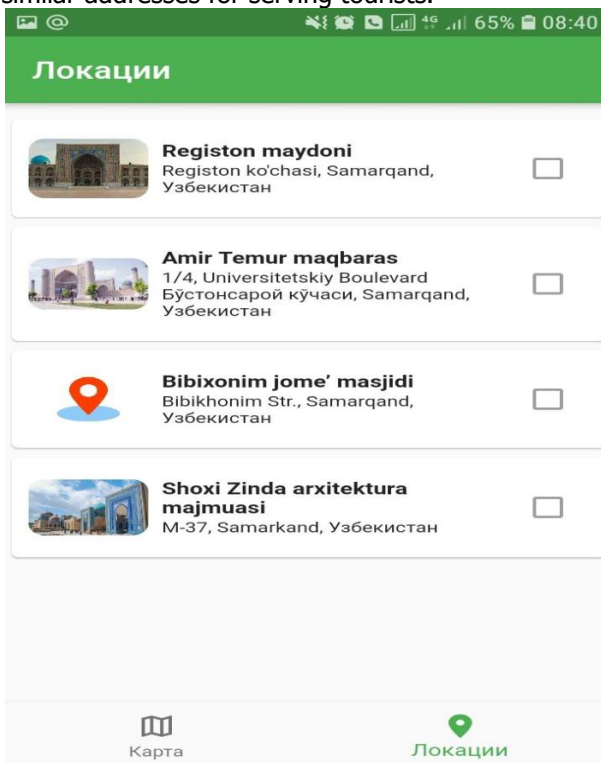 similar addresses for serving tourists.
4G 65% 08:40
Локации
Registon maydoni
Registon ko'chasi, Samarqand,
Узбекистан
Amir Temur maqbaras
1/4, Universitetskiy Boulevard
Бўстонсарой кўчаси, Samarqand,
Узбекистан
Bibixonim jome’ masjidi
Bibikhonim Str., Samarqand,
Узбекистан
Shoxi Zinda arxitektura
majmuasi
M-37, Samarkand, Узбекистан
Карта
Локации